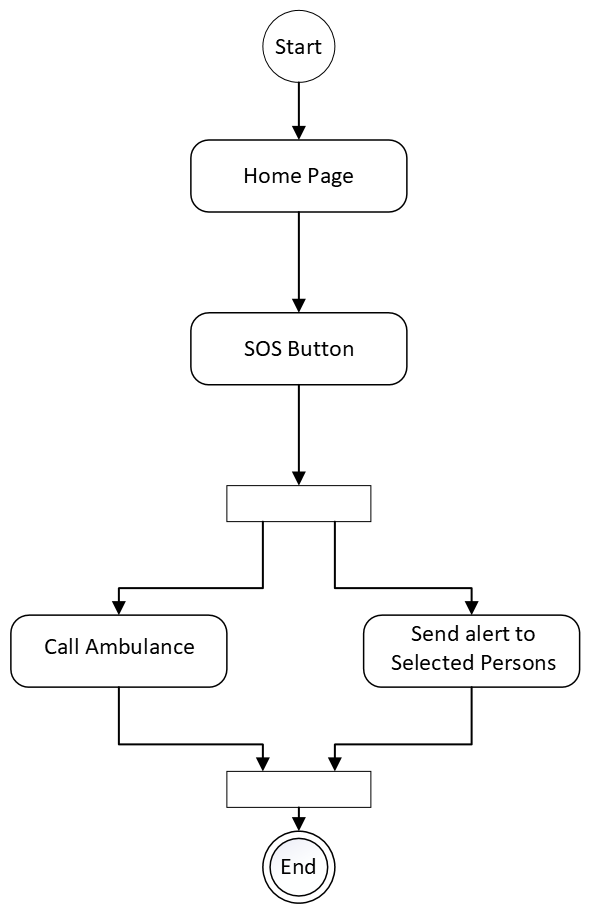 Start
Home Page
SOS Button
Call Ambulance
Send alert to
Selected Persons
End